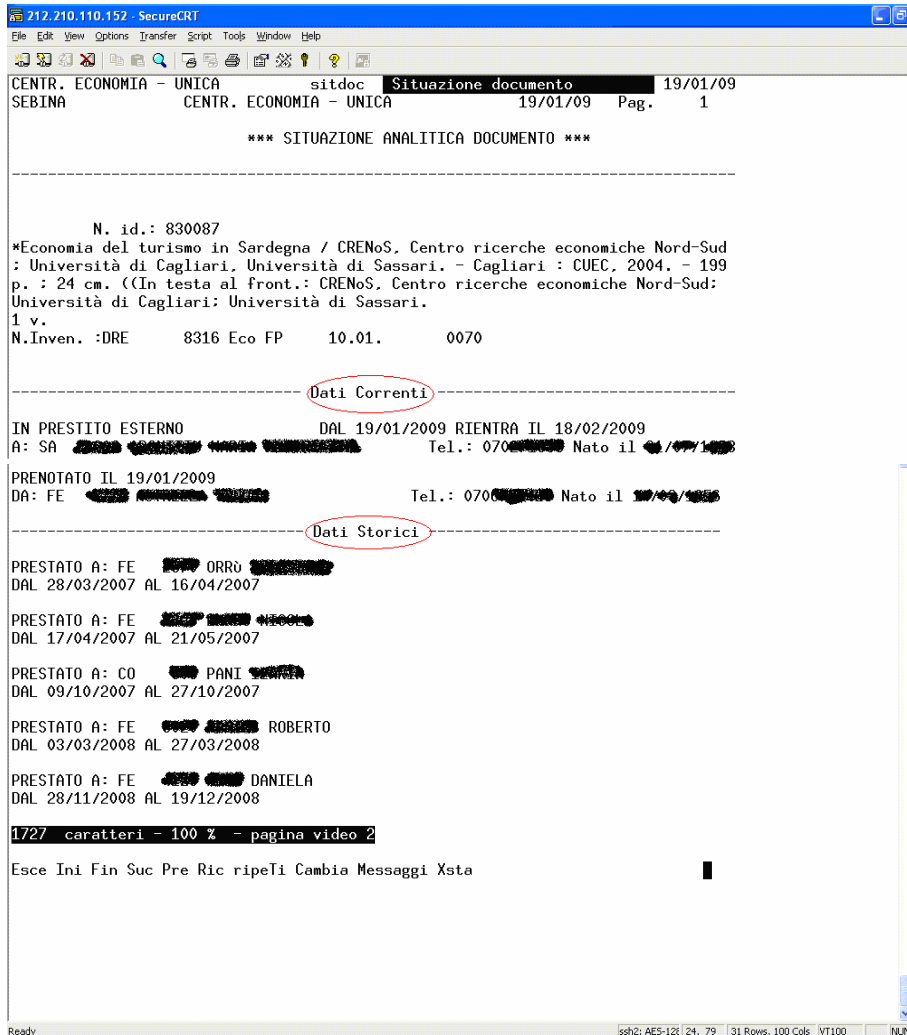 212.210.110.152 - SecureCRT
File Edit View Options Transfer Script Tools Window Help
CENTR. ECONOMIA - UNICA sitdoc Situazione documento 19/01/09
SEBINA CENTR. ECONOMIA - UNICA 19/01/09 Pag. 1
*** SITUAZIONE ANALITICA DOCUMENTO ***
--------------------------------------------------------------------------------
N. id.: 830087
*Economia del turismo in Sardegna / CRENoS, Centro ricerche economiche Nord-Sud
; Università di Cagliari, Università di Sassari. - Cagliari : CUEC, 2004. - 199
p. ; 24 cm. ((In testa al front.: CRENoS, Centro ricerche economiche Nord-Sud;
Università di Cagliari; Università di Sassari.
1 v.
N.Inven. :DRE 8316 Eco FP 10.01. 0070
-------------------------------- Dati Correnti ---------------------------------
IN PRESTITO ESTERNO DAL 19/01/2009 RIENTRA IL 18/02/2009
A: SA Tel.: 070 Nato il
PRENOTATO IL 19/01/2009
DA: FE Tel.: 070 Nato il
--------------------------------- Dati Storici --------------------------------
PRESTATO A: FE ORRù
DAL 28/03/2007 AL 16/04/2007
PRESTATO A: FE
DAL 17/04/2007 AL 21/05/2007
PRESTATO A: CO PANI
DAL 09/10/2007 AL 27/10/2007
PRESTATO A: FE ROBERTO
DAL 03/03/2008 AL 27/03/2008
PRESTATO A: FE DANIELA
DAL 28/11/2008 AL 19/12/2008
1727 caratteri - 100 % - pagina video 2
Esce Ini Fin Suc Pre Ric ripeTi Cambia Messaggi Xsta
Ready ssh2: AES-128 24, 79 31 Rows, 100 Cols VT100 NUM